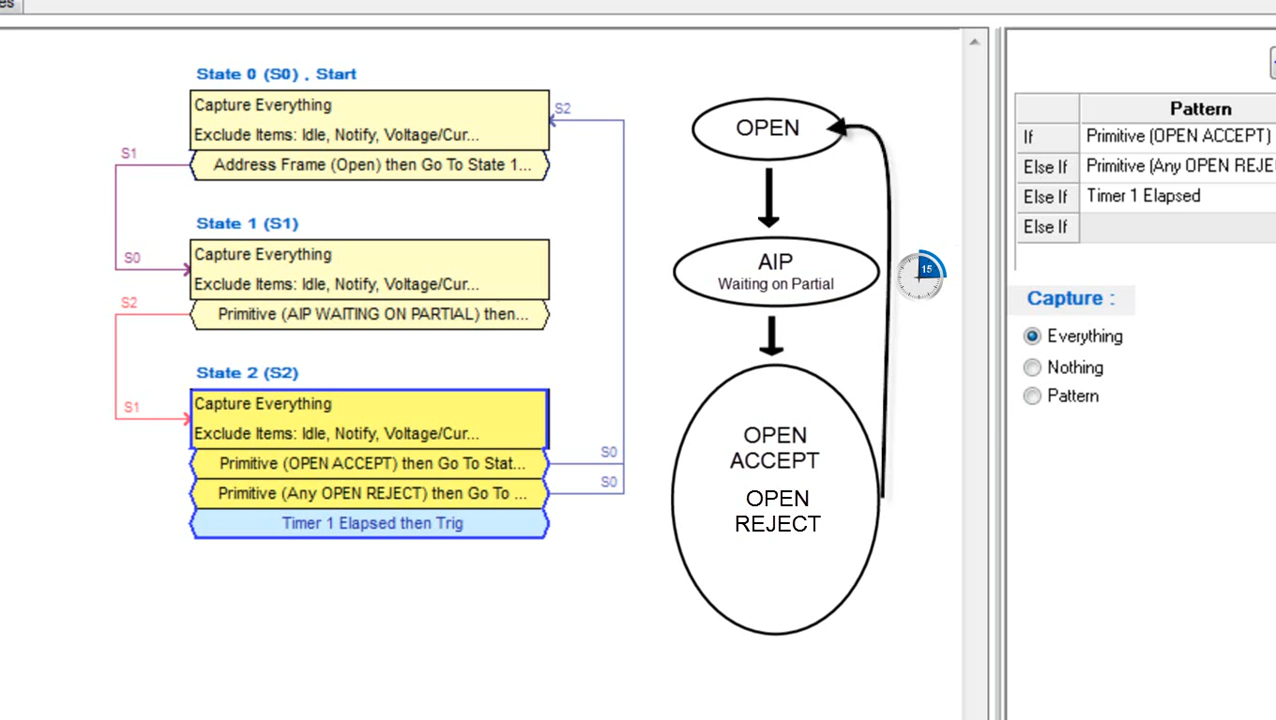 es
State 0 (S0) , Start
Capture Everything
Exclude Items: Idle, Notify, Voltage/Cur...
Address Frame (Open) then Go To State 1...
S2
S1
S0
State 1 (S1)
Capture Everything
Exclude Items: Idle, Notify, Voltage/Cur...
Primitive (AIP WAITING ON PARTIAL) then...
S2
S1
State 2 (S2)
Capture Everything
Exclude Items: Idle, Notify, Voltage/Cur...
Primitive (OPEN ACCEPT) then Go To Stat...
S0
Primitive (Any OPEN REJECT) then Go To ...
S0
Timer 1 Elapsed then Trig
OPEN
AIP
Waiting on Partial
15
OPEN
ACCEPT
OPEN
REJECT
Pattern
If Primitive (OPEN ACCEPT)
Else If Primitive (Any OPEN REJE
Else If Timer 1 Elapsed
Else If
Capture :
Everything
Nothing
Pattern